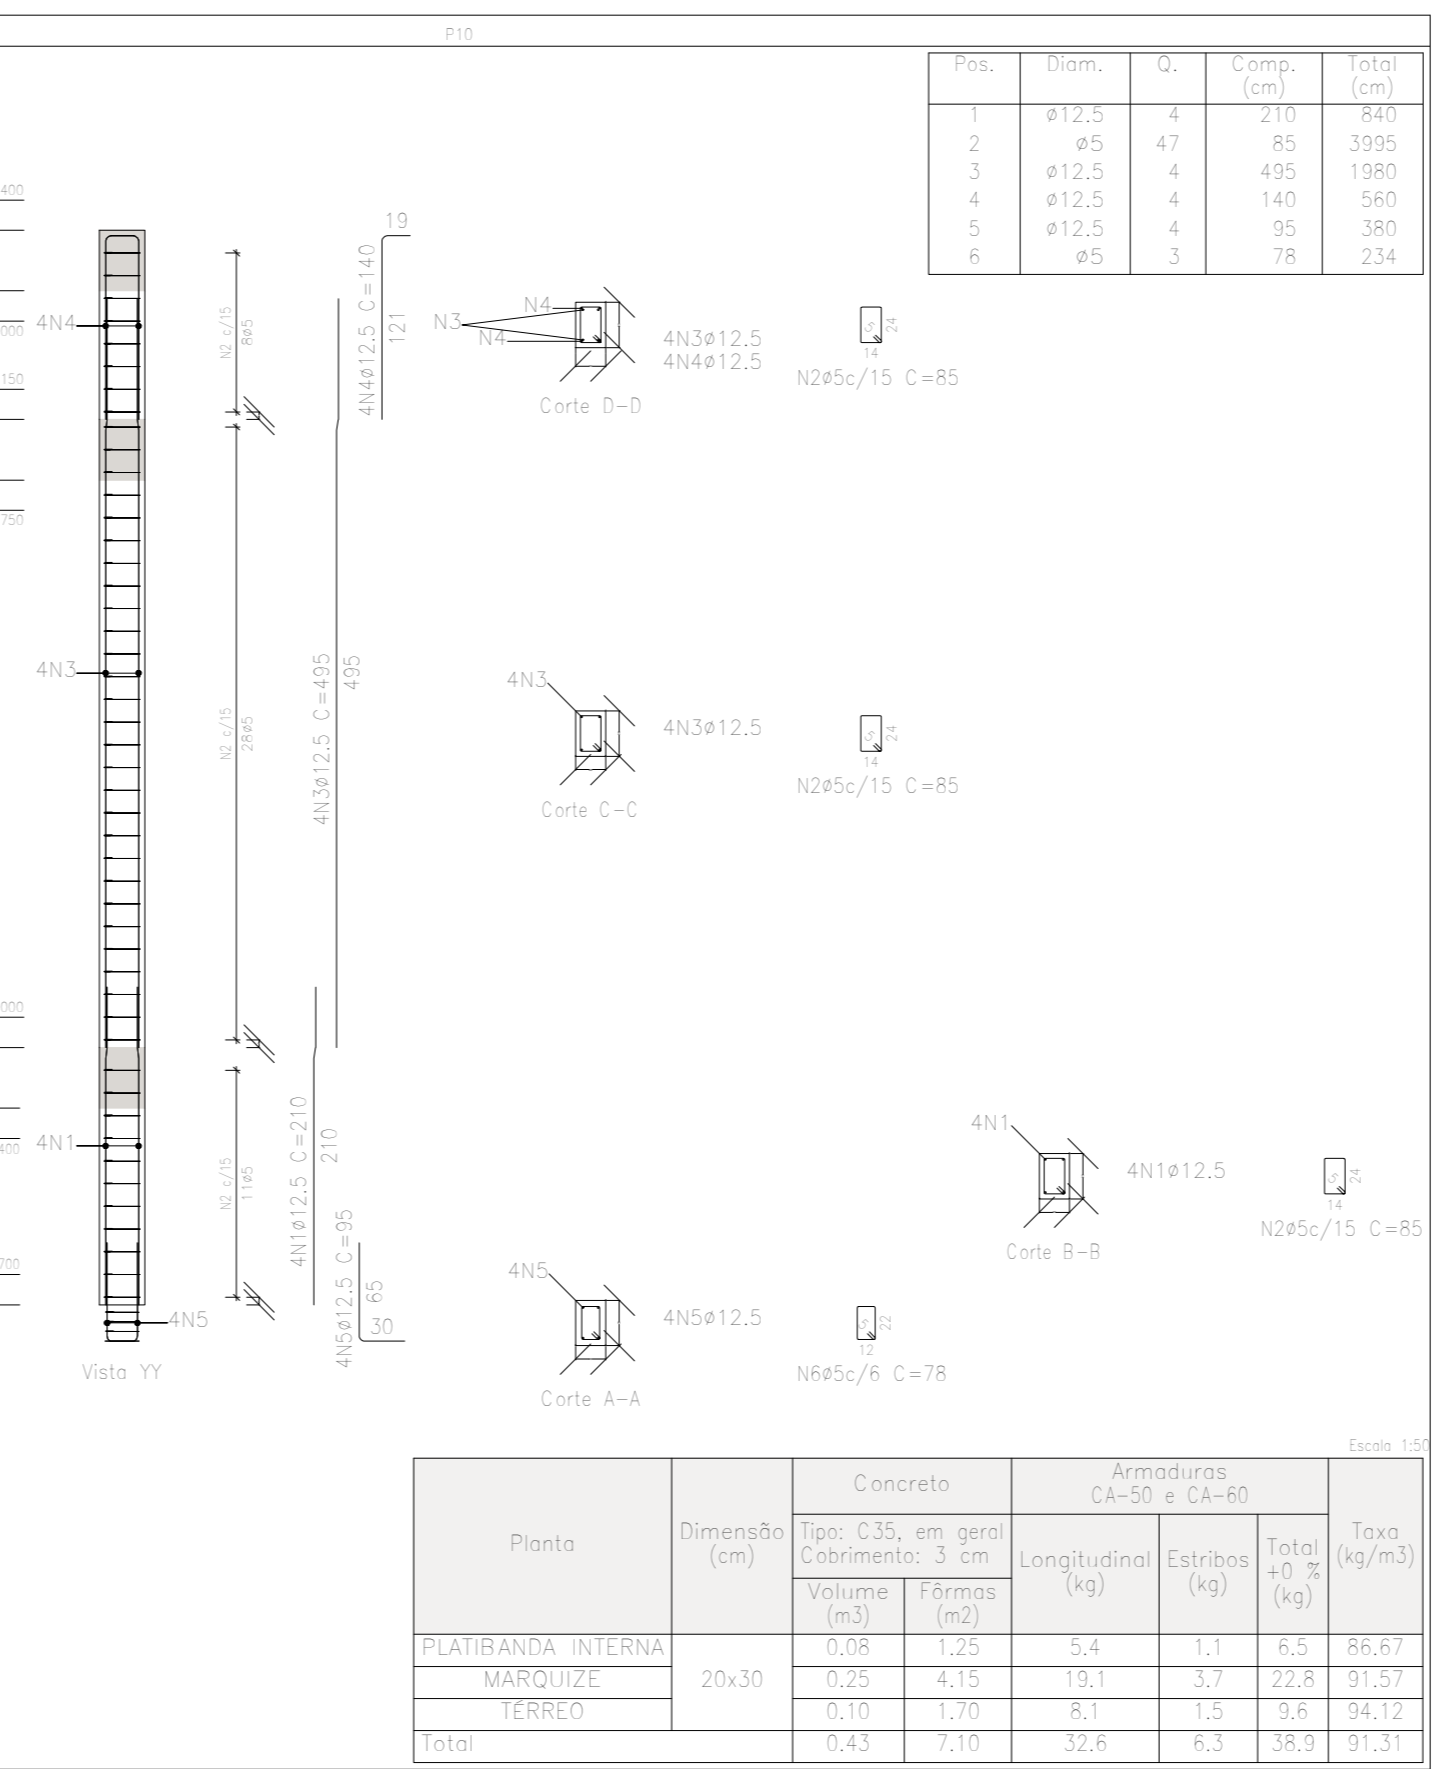 P10
Pos. Diam. Q. Comp. (cm) Total (cm)
1 ø12.5 4 210 840
2 ø5 47 85 3995
3 ø12.5 4 495 1980
4 ø12.5 4 140 560
5 ø12.5 4 95 380
6 ø5 3 78 234
400
000
150
750
000
400
700
4N4
4N3
4N1
4N5
Vista YY
N2 c/15
8ø5
N2 c/15
28ø5
N2 c/15
11ø5
19
4N4ø12.5 C=140
121
4N3ø12.5 C=495
495
4N1ø12.5 C=210
210
4N5ø12.5 C=95
65
30
N3
N4
N4
4N3ø12.5
4N4ø12.5
Corte D-D
24
14
N2ø5c/15 C=85
4N3
4N3ø12.5
Corte C-C
24
14
N2ø5c/15 C=85
4N1
4N1ø12.5
Corte B-B
24
14
N2ø5c/15 C=85
4N5
4N5ø12.5
Corte A-A
22
12
N6ø5c/6 C=78
Escala 1:50
Planta
Dimensão
(cm)
Concreto
Tipo: C35, em geral
Cobrimento: 3 cm
Volume
(m3)
Fôrmas
(m2)
Armaduras
CA-50 e CA-60
Longitudinal
(kg)
Estribos
(kg)
Total
+0 %
(kg)
Taxa
(kg/m3)
PLATIBANDA INTERNA 0.08 1.25 5.4 1.1 6.5 86.67
MARQUIZE 20x30 0.25 4.15 19.1 3.7 22.8 91.57
TÉRREO 0.10 1.70 8.1 1.5 9.6 94.12
Total 0.43 7.10 32.6 6.3 38.9 91.31